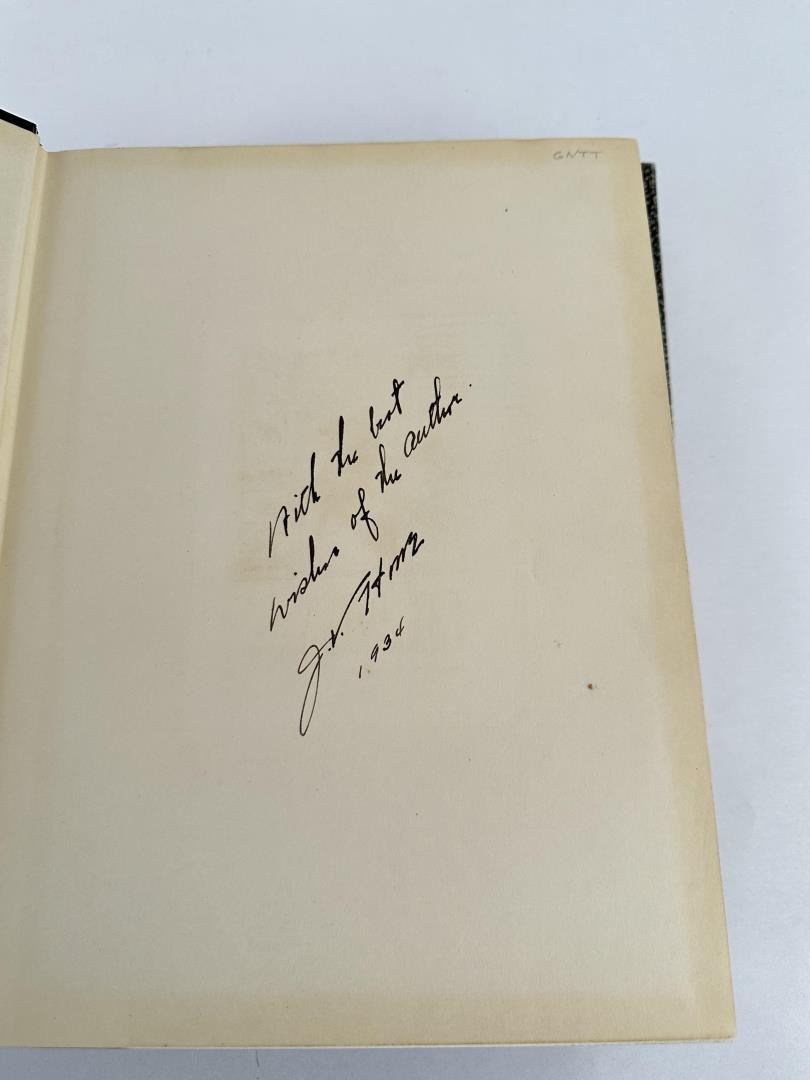 GNTT
With the best
wishes of the author.
J.V.
1934